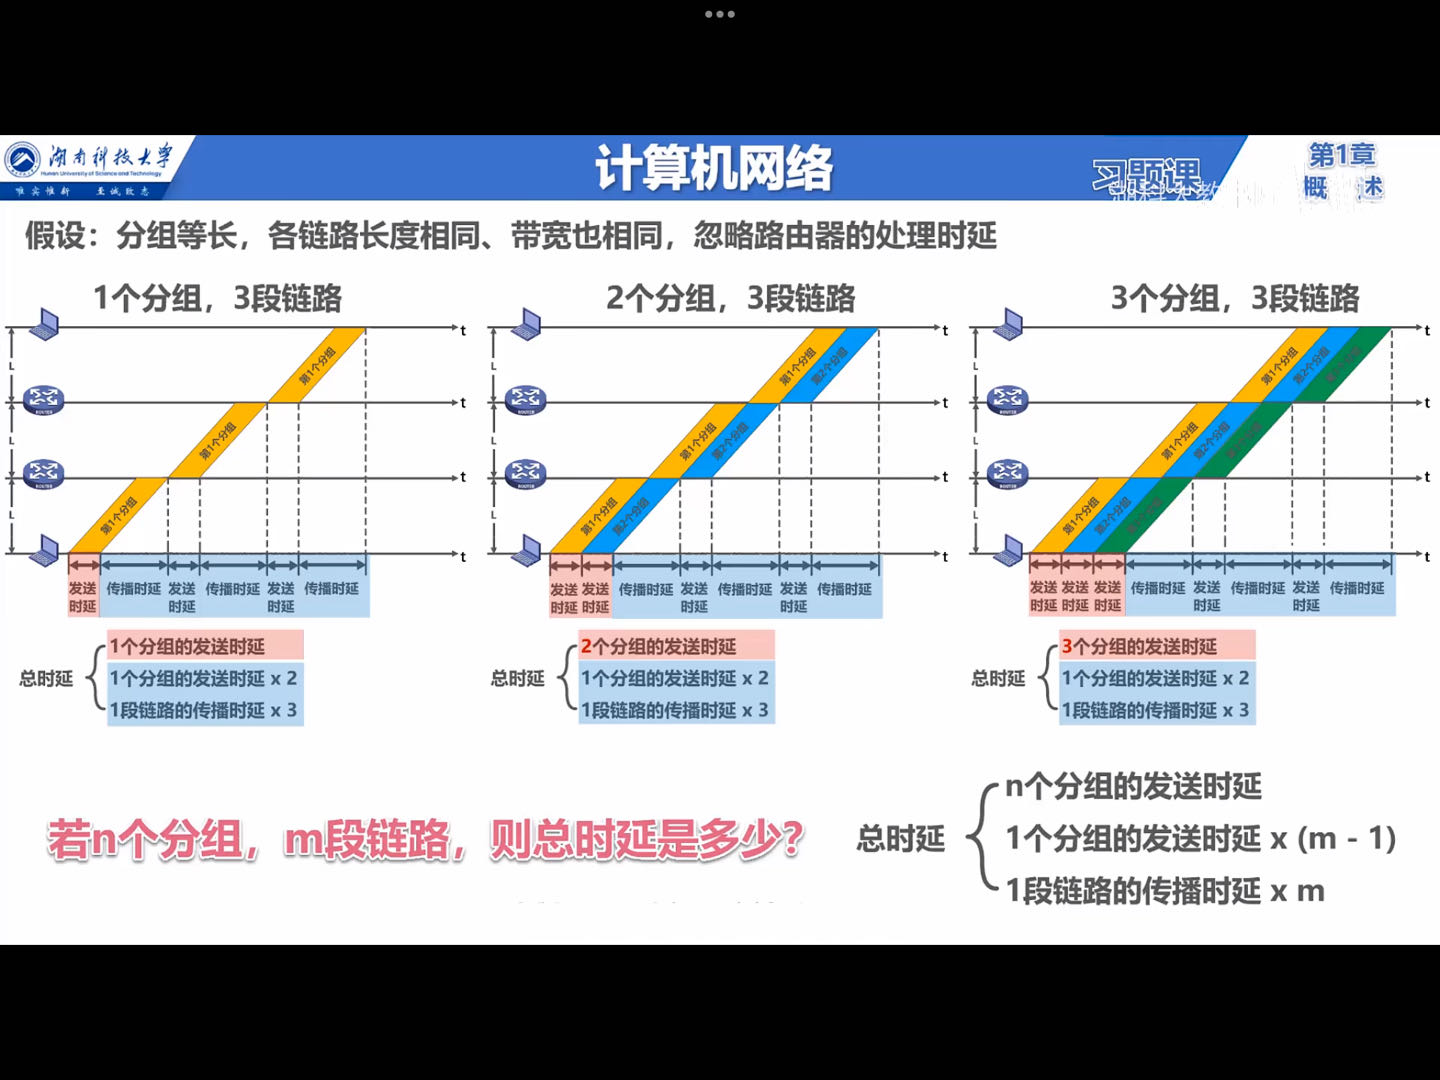 湖南科技大学
Hunan University of Science and Technology
唯实惟新 至诚致志
计算机网络
习题课
第1章
概 述
假设：分组等长，各链路长度相同、带宽也相同，忽略路由器的处理时延
1个分组，3段链路
t
L
ROUTER
t
第1个分组
L
ROUTER
t
第1个分组
L
t
第1个分组
发送时延
传播时延
发送时延
传播时延
发送时延
传播时延
总时延
1个分组的发送时延
1个分组的发送时延 x 2
1段链路的传播时延 x 3
2个分组，3段链路
t
L
ROUTER
t
第1个分组
第2个分组
L
ROUTER
t
第1个分组
第2个分组
L
t
第1个分组
第2个分组
发送时延
发送时延
传播时延
发送时延
传播时延
发送时延
传播时延
总时延
2个分组的发送时延
1个分组的发送时延 x 2
1段链路的传播时延 x 3
3个分组，3段链路
t
L
ROUTER
t
第1个分组
第2个分组
L
ROUTER
t
第1个分组
第2个分组
L
t
第1个分组
第2个分组
发送时延
发送时延
发送时延
传播时延
发送时延
传播时延
发送时延
传播时延
总时延
3个分组的发送时延
1个分组的发送时延 x 2
1段链路的传播时延 x 3
若n个分组，m段链路，则总时延是多少？
总时延
n个分组的发送时延
1个分组的发送时延 x (m - 1)
1段链路的传播时延 x m